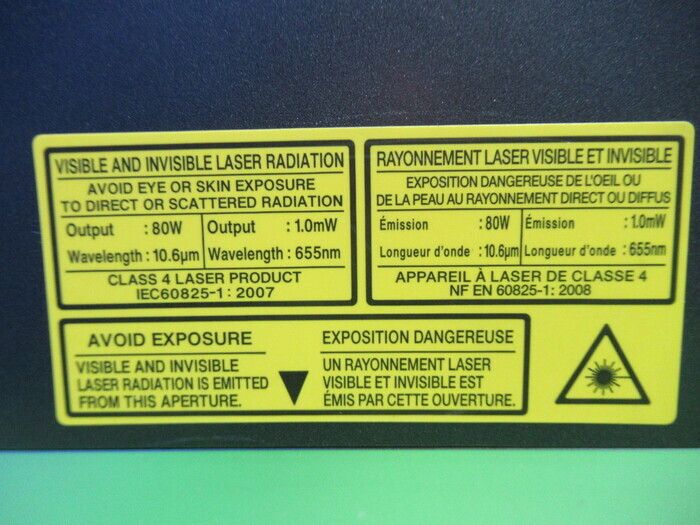 VISIBLE AND INVISIBLE LASER RADIATION
AVOID EYE OR SKIN EXPOSURE
TO DIRECT OR SCATTERED RADIATION
Output : 80W Output : 1.0mW
Wavelength : 10.6µm Wavelength : 655nm
CLASS 4 LASER PRODUCT
IEC60825-1 : 2007
RAYONNEMENT LASER VISIBLE ET INVISIBLE
EXPOSITION DANGEREUSE DE L'OEIL OU
DE LA PEAU AU RAYONNEMENT DIRECT OU DIFFUS
Émission : 80W Émission : 1.0mW
Longueur d'onde : 10.6µm Longueur d'onde : 655nm
APPAREIL À LASER DE CLASSE 4
NF EN 60825-1: 2008
AVOID EXPOSURE
VISIBLE AND INVISIBLE
LASER RADIATION IS EMITTED
FROM THIS APERTURE.
EXPOSITION DANGEREUSE
UN RAYONNEMENT LASER
VISIBLE ET INVISIBLE EST
ÉMIS PAR CETTE OUVERTURE.